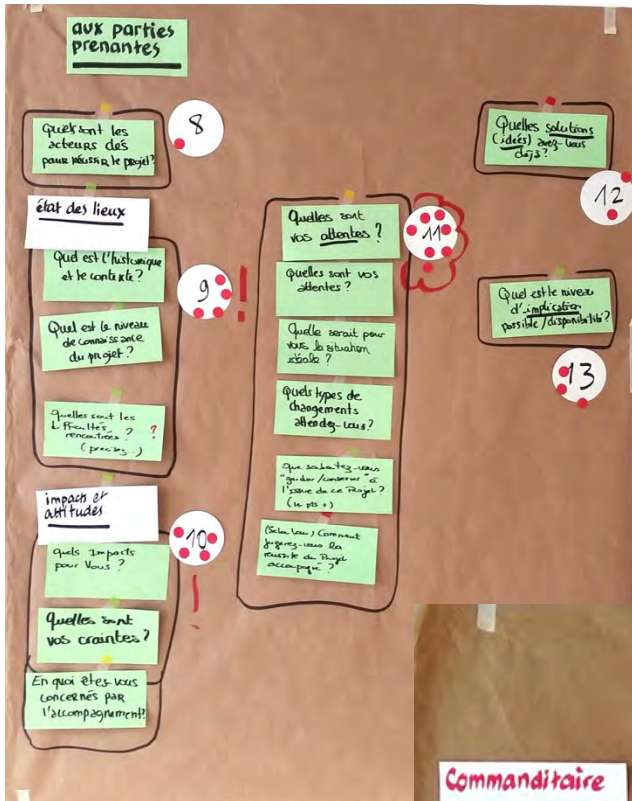 aux parties
prenantes
Quels sont les
acteurs clés
pour réussir le projet?
8
état des lieux
Quel est l'historique
et le contexte?
9
!
Quel est le niveau
de connaissance
du projet?
Quelles sont les
difficultés
rencontrées? ?
(précisez...)
impacts et
attitudes
10
!
quels Impacts
pour Vous?
Quelles sont
vos craintes?
En quoi êtes-vous
concernés par
l'accompagnement?
Quelles sont
vos attentes?
11
Quelles sont vos
attentes?
Quelle serait pour
vous la situation
idéale?
Quels types de
changements
attendez-vous?
Que souhaitez-vous
"garder/conserver" à
l'issue de ce Projet?
(les pts +)
(Selon vous) Comment
jugerez-vous la
réussite du Projet
accompagné?
Quelles solutions
(idées) avez-vous
déjà?
12
Quel est le niveau
d'implication
possible/disponibilité?
13
Commanditaire